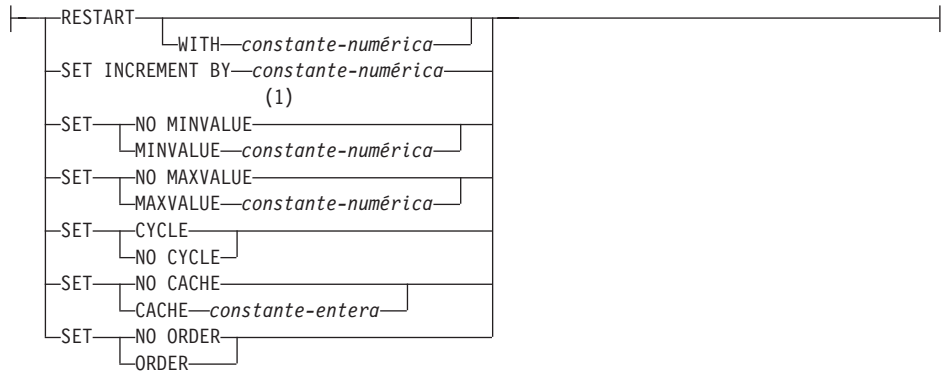 RESTART
WITH constante-numérica
SET INCREMENT BY constante-numérica
(1)
SET NO MINVALUE
MINVALUE constante-numérica
SET NO MAXVALUE
MAXVALUE constante-numérica
SET CYCLE
NO CYCLE
SET NO CACHE
CACHE constante-entera
SET NO ORDER
ORDER